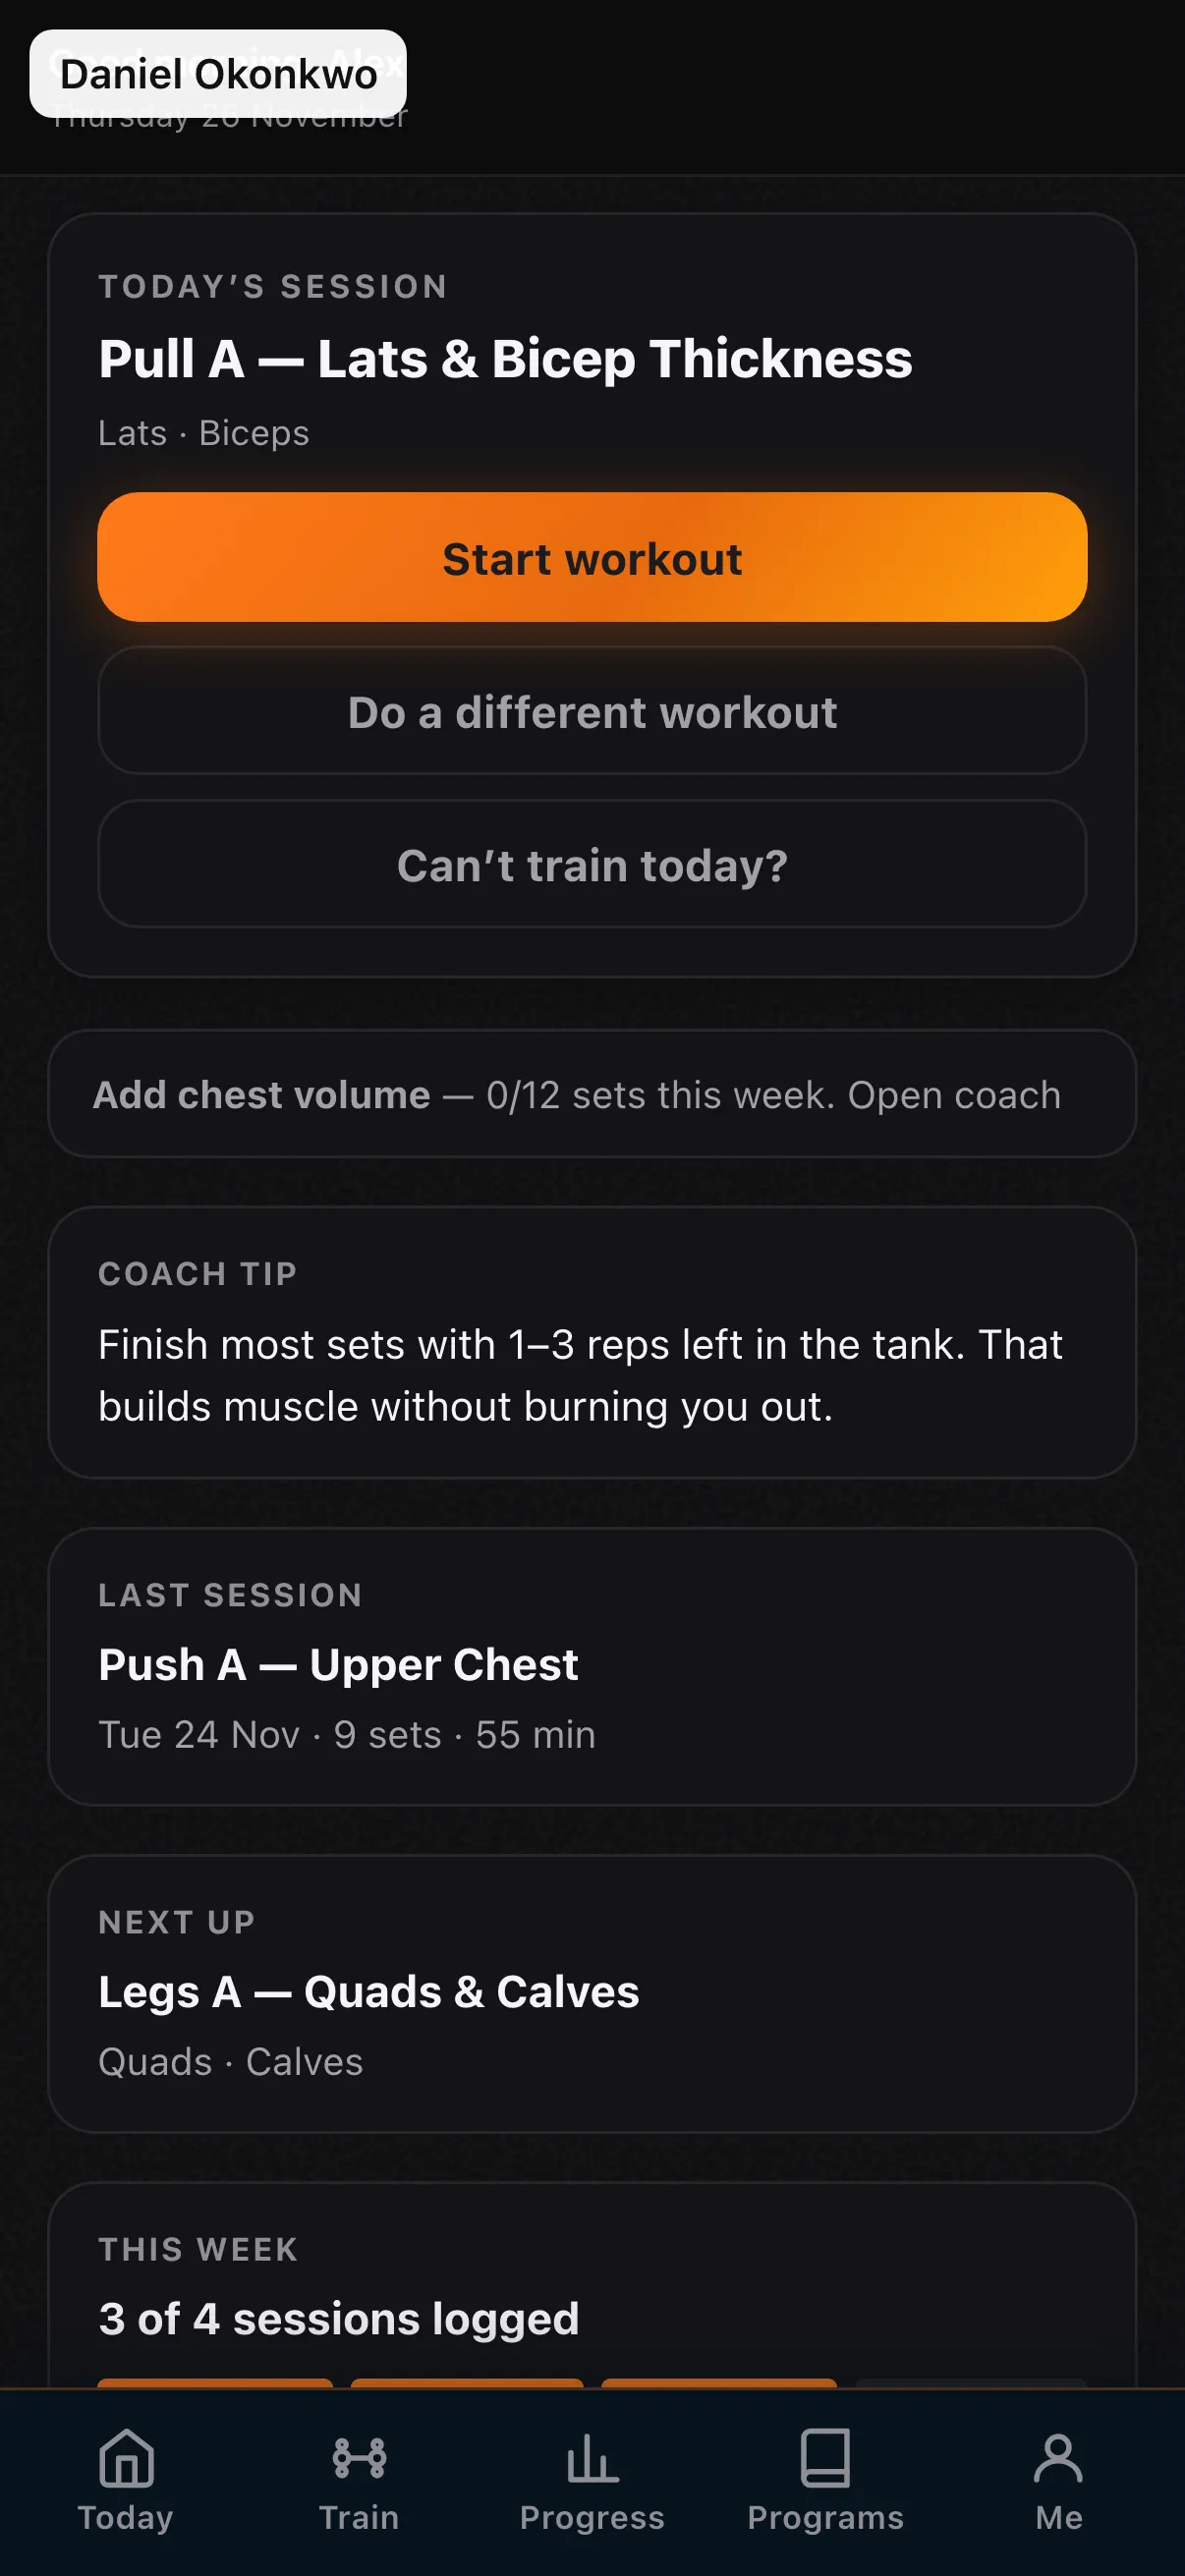 Daniel Okonkwo
Thursday 26 November
TODAY’S SESSION
Pull A — Lats & Bicep Thickness
Lats · Biceps
Start workout
Do a different workout
Can’t train today?
Add chest volume — 0/12 sets this week. Open coach
COACH TIP
Finish most sets with 1–3 reps left in the tank. That
builds muscle without burning you out.
LAST SESSION
Push A — Upper Chest
Tue 24 Nov · 9 sets · 55 min
NEXT UP
Legs A — Quads & Calves
Quads · Calves
THIS WEEK
3 of 4 sessions logged
Today
Train
Progress
Programs
Me